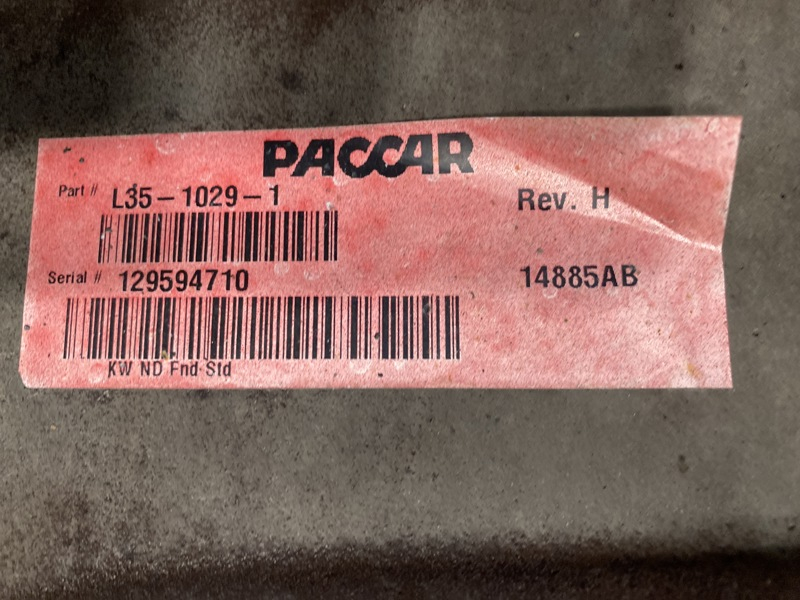 PACCAR
Part # L35-1029-1 Rev. H
Serial # 129594710 14885AB
KW ND Fnd Std